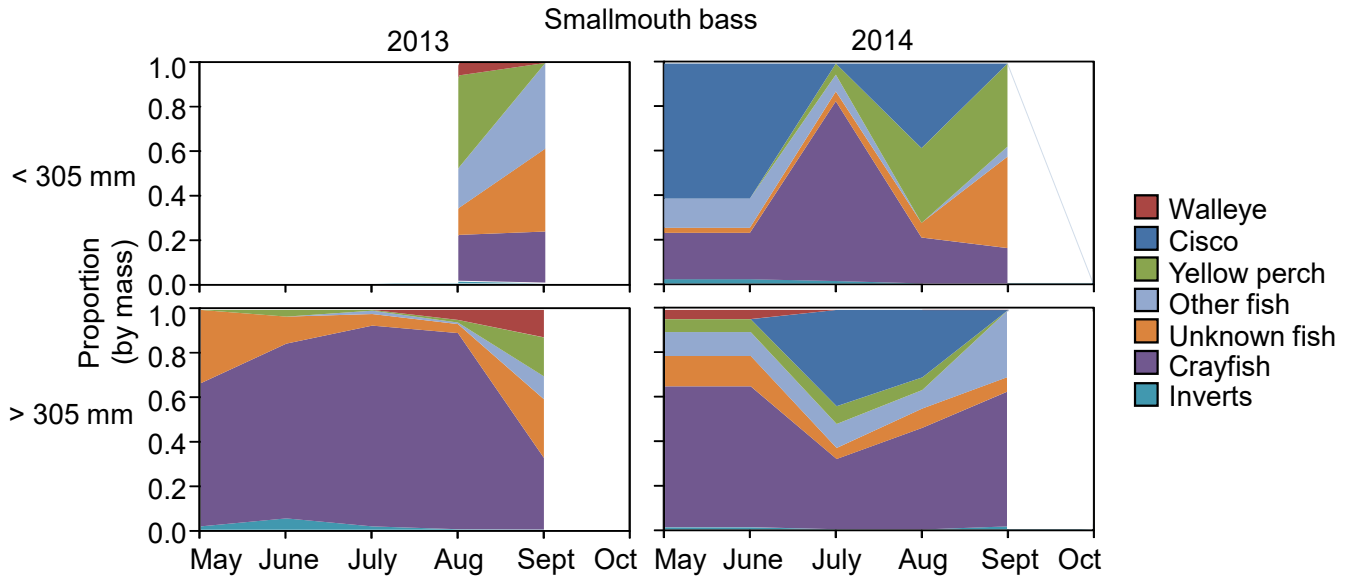 Smallmouth bass
2013
2014
< 305 mm
> 305 mm
Proportion
(by mass)
1.0
0.8
0.6
0.4
0.2
0.0
1.0
0.8
0.6
0.4
0.2
0.0
May June July Aug Sept Oct
May June July Aug Sept Oct
Walleye
Cisco
Yellow perch
Other fish
Unknown fish
Crayfish
Inverts